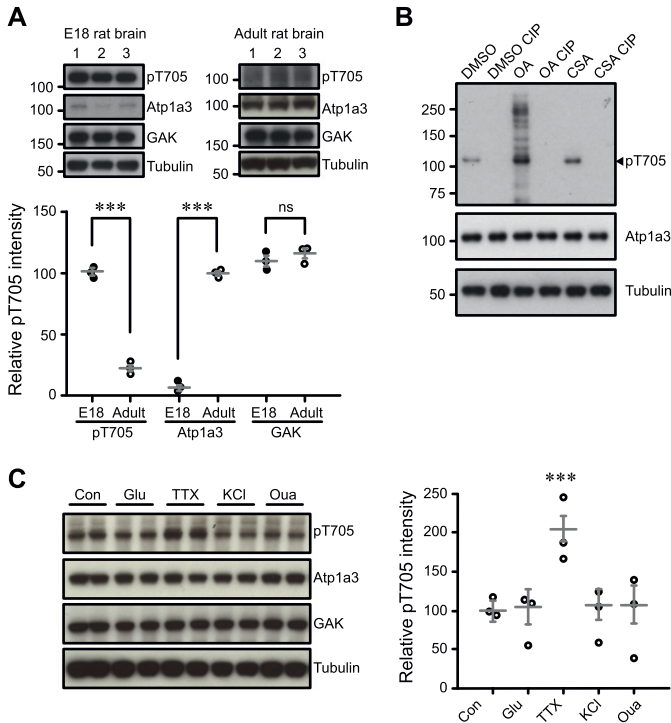 A
E18 rat brain
Adult rat brain
1 2 3
1 2 3
pT705
pT705
100
100
Atp1a3
Atp1a3
100
100
GAK
GAK
150
150
Tubulin
Tubulin
50
50
Relative pT705 intensity
150
100
50
0
***
***
ns
E18 Adult
E18 Adult
E18 Adult
pT705
Atp1a3
GAK
B
DMSO
DMSO CIP
OA
OA CIP
CSA
CSA CIP
250
150
100
75
pT705
100
Atp1a3
50
Tubulin
C
Con Glu TTX KCl Oua
pT705
Atp1a3
GAK
Tubulin
Relative pT705 intensity
250
200
150
100
50
0
***
Con
Glu
TTX
KCl
Oua